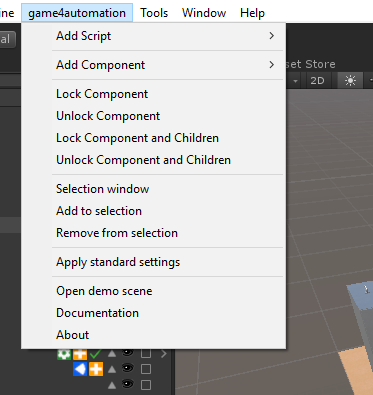 ne game4automation Tools Window Help
al
Add Script
set Store
Add Component
2D
Lock Component
Unlock Component
Lock Component and Children
Unlock Component and Children
Selection window
Add to selection
Remove from selection
Apply standard settings
Open demo scene
Documentation
About